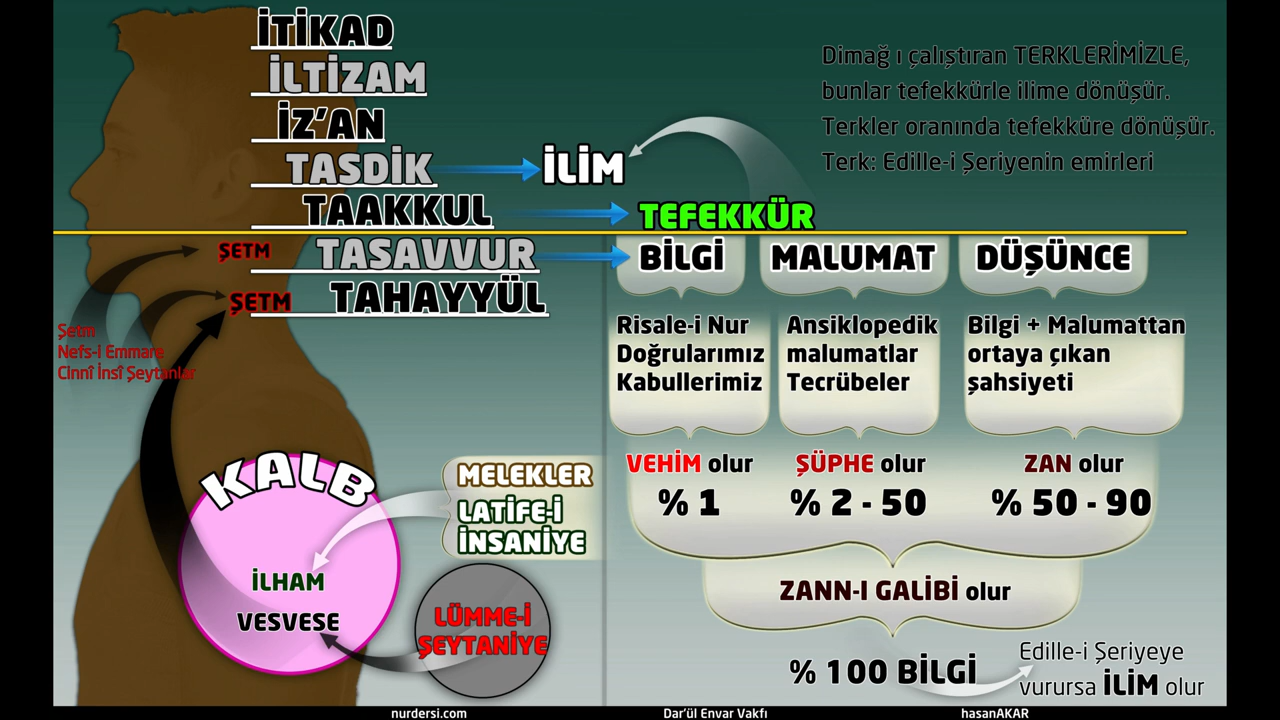 İTİKAD
İLTİZAM
İZ'AN
TASDİK
TAAKKUL
TASAVVUR
TAHAYYÜL
ŞETM
ŞETM
Şetm
Nefs-i Emmare
Cinnî İnsî Şeytanlar
İLİM
TEFEKKÜR
Dimağ ı çalıştıran TERKLERİMİZLE,
bunlar tefekkürle ilime dönüşür.
Terkler oranında tefekküre dönüşür.
Terk: Edille-i Şeriyenin emirleri
BİLGİ
Risale-i Nur
Doğrularımız
Kabullerimiz
VEHİM olur
% 1
MALUMAT
Ansiklopedik
malumatlar
Tecrübeler
ŞÜPHE olur
% 2 - 50
DÜŞÜNCE
Bilgi + Malumattan
ortaya çıkan
şahsiyeti
ZAN olur
% 50 - 90
ZANN-I GALİBİ olur
% 100 BİLGİ
Edille-i Şeriyeye
vurursa İLİM olur
KALB
İLHAM
VESVESE
MELEKLER
LATİFE-İ
İNSANİYE
LÜMME-İ
ŞEYTANİYE
nurdersi.com
Dar'ül Envar Vakfı
hasanAKAR